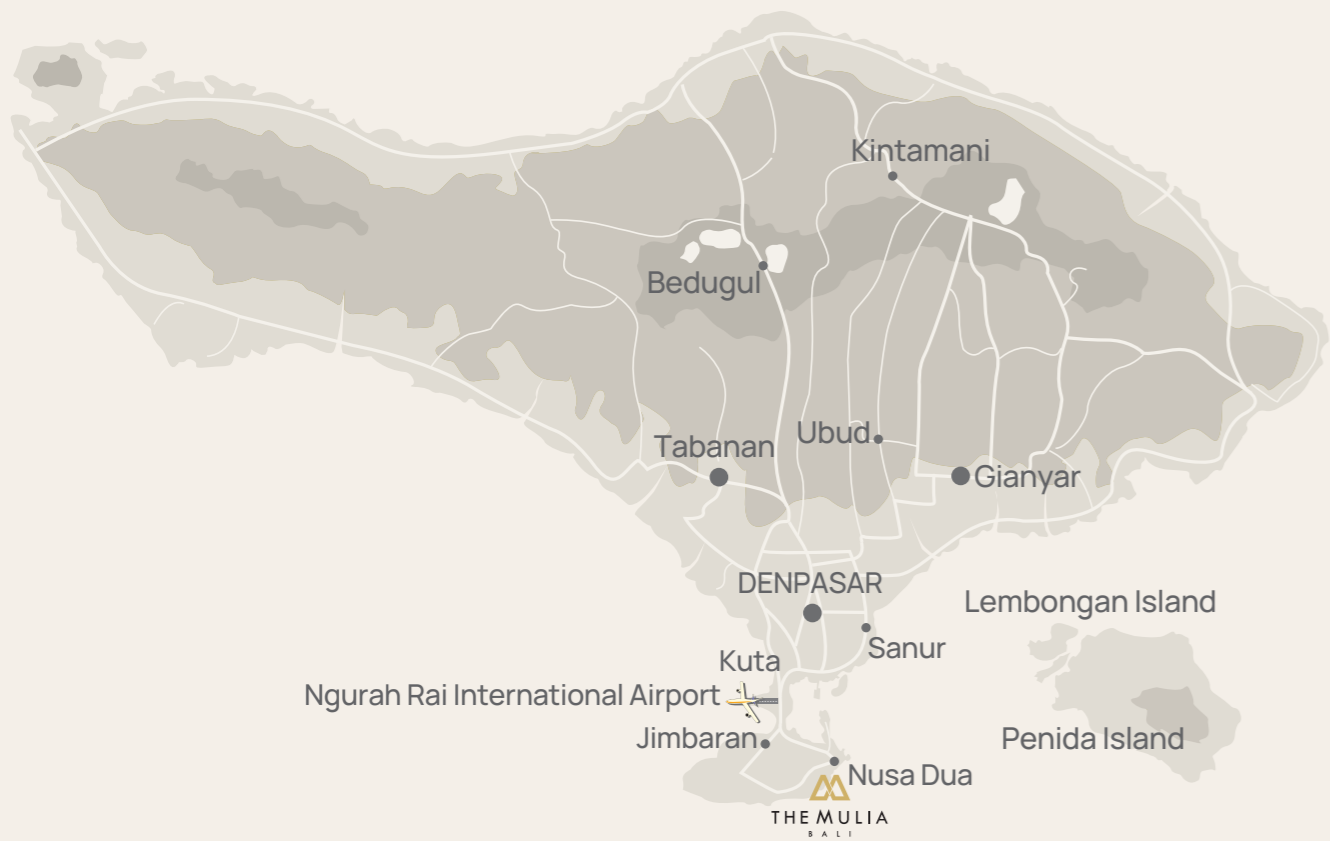 Kintamani
Bedugul
Ubud
Tabanan
Gianyar
DENPASAR
Lembongan Island
Sanur
Kuta
Ngurah Rai International Airport
Jimbaran
Penida Island
Nusa Dua
THE MULIA
BALI